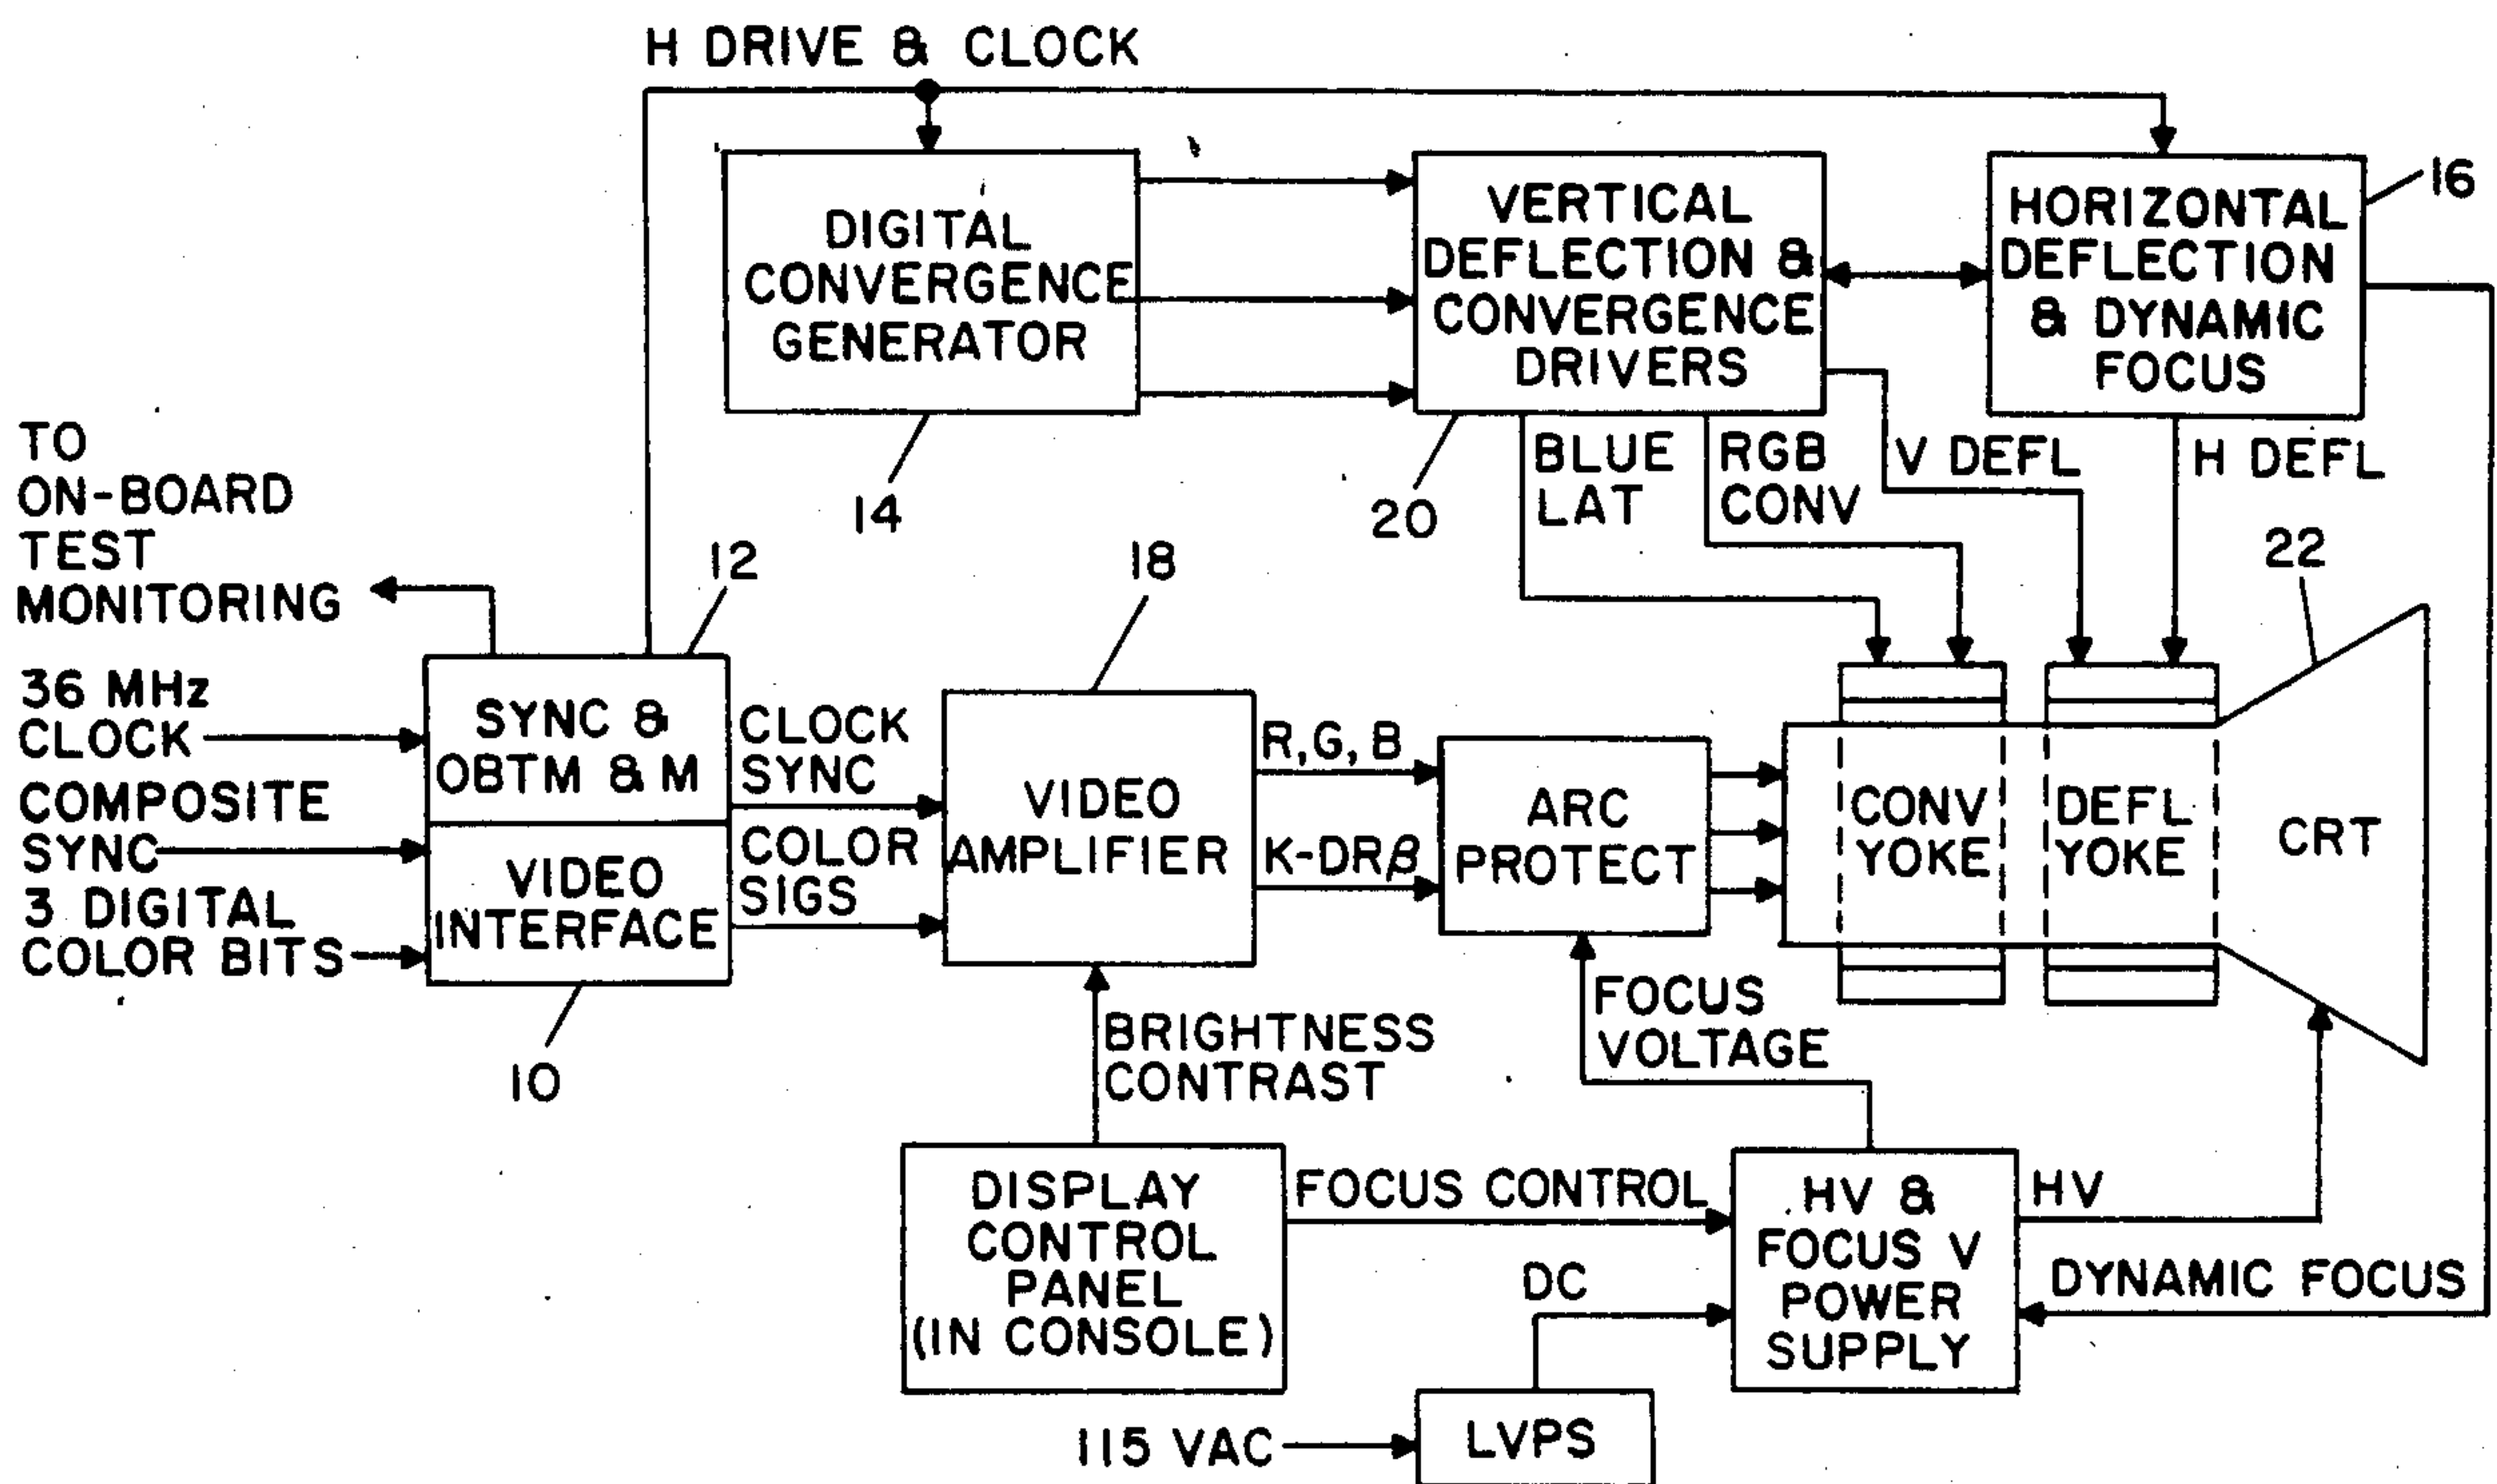 H DRIVE & CLOCK
DIGITAL
CONVERGENCE
GENERATOR
14
VERTICAL
DEFLECTION &
CONVERGENCE
DRIVERS
20
HORIZONTAL
DEFLECTION
& DYNAMIC
FOCUS
16
BLUE
LAT
RGB
CONV
V DEFL
H DEFL
22
TO
ON-BOARD
TEST
MONITORING
12
18
36 MHz
CLOCK
COMPOSITE
SYNC
3 DIGITAL
COLOR BITS
SYNC &
OBTM & M
VIDEO
INTERFACE
10
CLOCK
SYNC
COLOR
SIGS
VIDEO
AMPLIFIER
R,G,B
K-DRβ
ARC
PROTECT
CONV
YOKE
DEFL
YOKE
CRT
BRIGHTNESS
CONTRAST
FOCUS
VOLTAGE
DISPLAY
CONTROL
PANEL
(IN CONSOLE)
FOCUS CONTROL
DC
HV &
FOCUS V
POWER
SUPPLY
HV
DYNAMIC FOCUS
115 VAC
LVPS